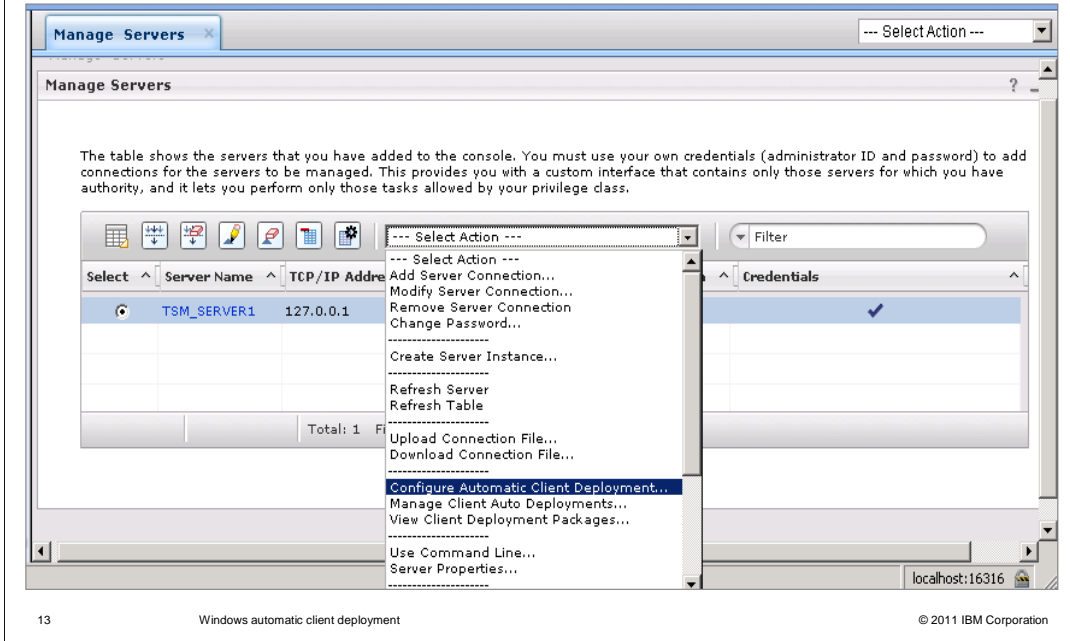 Manage Servers ×
--- Select Action ---
Manage Servers
Manage Servers ?
The table shows the servers that you have added to the console. You must use your own credentials (administrator ID and password) to add
connections for the servers to be managed. This provides you with a custom interface that contains only those servers for which you have
authority, and it lets you perform only those tasks allowed by your privilege class.
--- Select Action ---
Filter
Select ^ Server Name ^ TCP/IP Addre ^ Credentials ^
TSM_SERVER1 127.0.0.1
Total: 1 Fi
--- Select Action ---
Add Server Connection...
Modify Server Connection...
Remove Server Connection
Change Password...
---------------------
Create Server Instance...
---------------------
Refresh Server
Refresh Table
---------------------
Upload Connection File...
Download Connection File...
---------------------
Configure Automatic Client Deployment...
Manage Client Auto Deployments...
View Client Deployment Packages...
---------------------
Use Command Line...
Server Properties...
---------------------
localhost:16316
13 Windows automatic client deployment © 2011 IBM Corporation